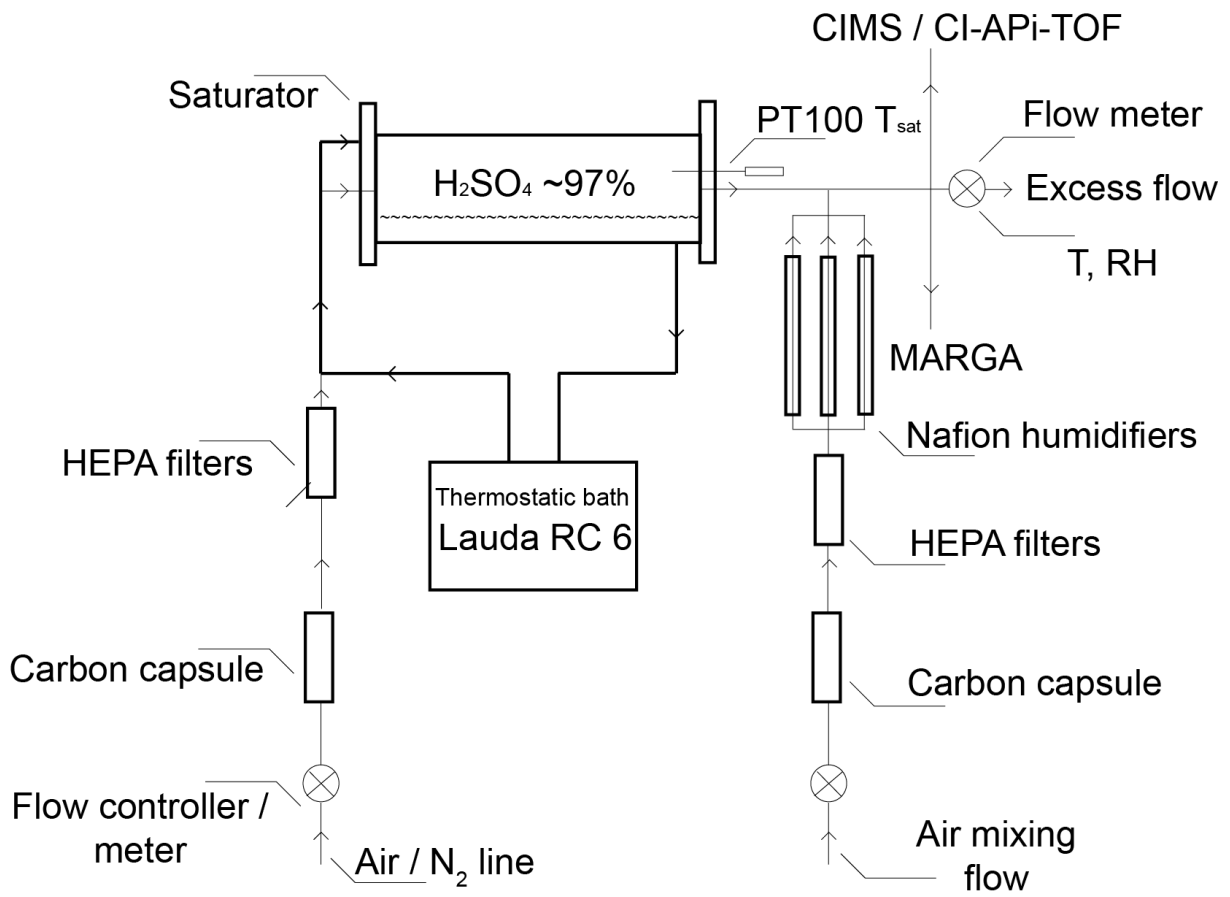 CIMS / CI-APi-TOF
Saturator
PT100 Tsat
Flow meter
H2SO4 ~97%
Excess flow
T, RH
MARGA
HEPA filters
Nafion humidifiers
Thermostatic bath
Lauda RC 6
HEPA filters
Carbon capsule
Carbon capsule
Flow controller /
meter
Air / N2 line
Air mixing
flow